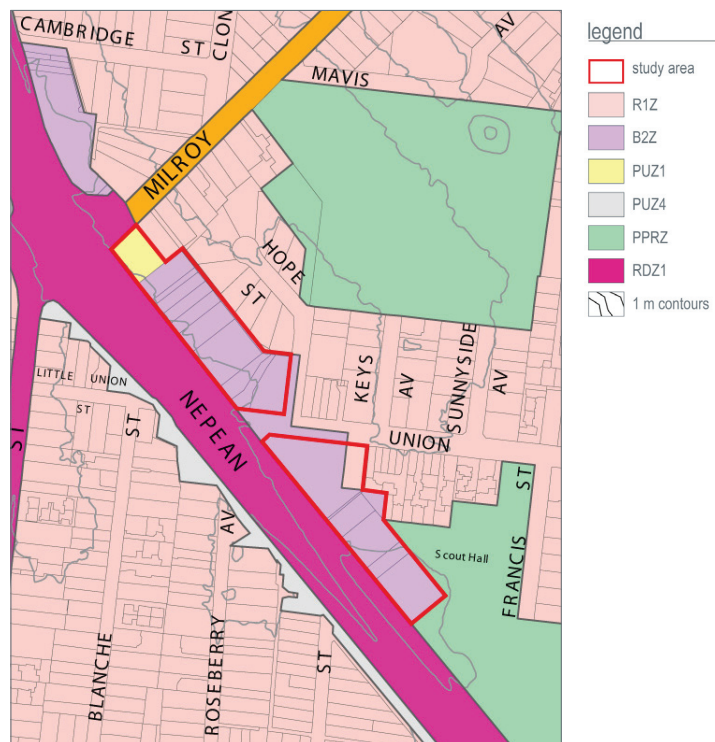 CAMBRIDGE ST
CLON
AV
MAVIS
MILROY
HOPE
ST
KEYS
AV
SUNNYSIDE
AV
UNION
LITTLE UNION
ST
ST
ST
NEPEAN
AV
Scout Hall
ST
FRANCIS
BLANCHE
ROSEBERRY
ST
legend
study area
R1Z
B2Z
PUZ1
PUZ4
PPRZ
RDZ1
1 m contours